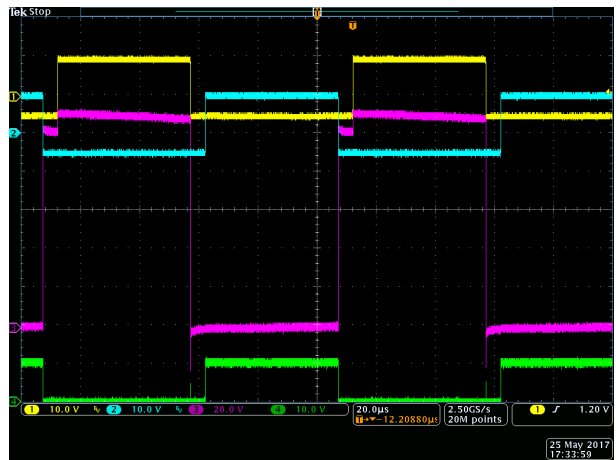 Tek Stop
T
T
1
2
3
4
1 10.0 V 2 10.0 V 3 20.0 V 4 10.0 V
20.0μs
T→▼−12.20880μs
2.50GS/s
20M points
1 ∫ 1.20 V
25 May 2017
17:33:59